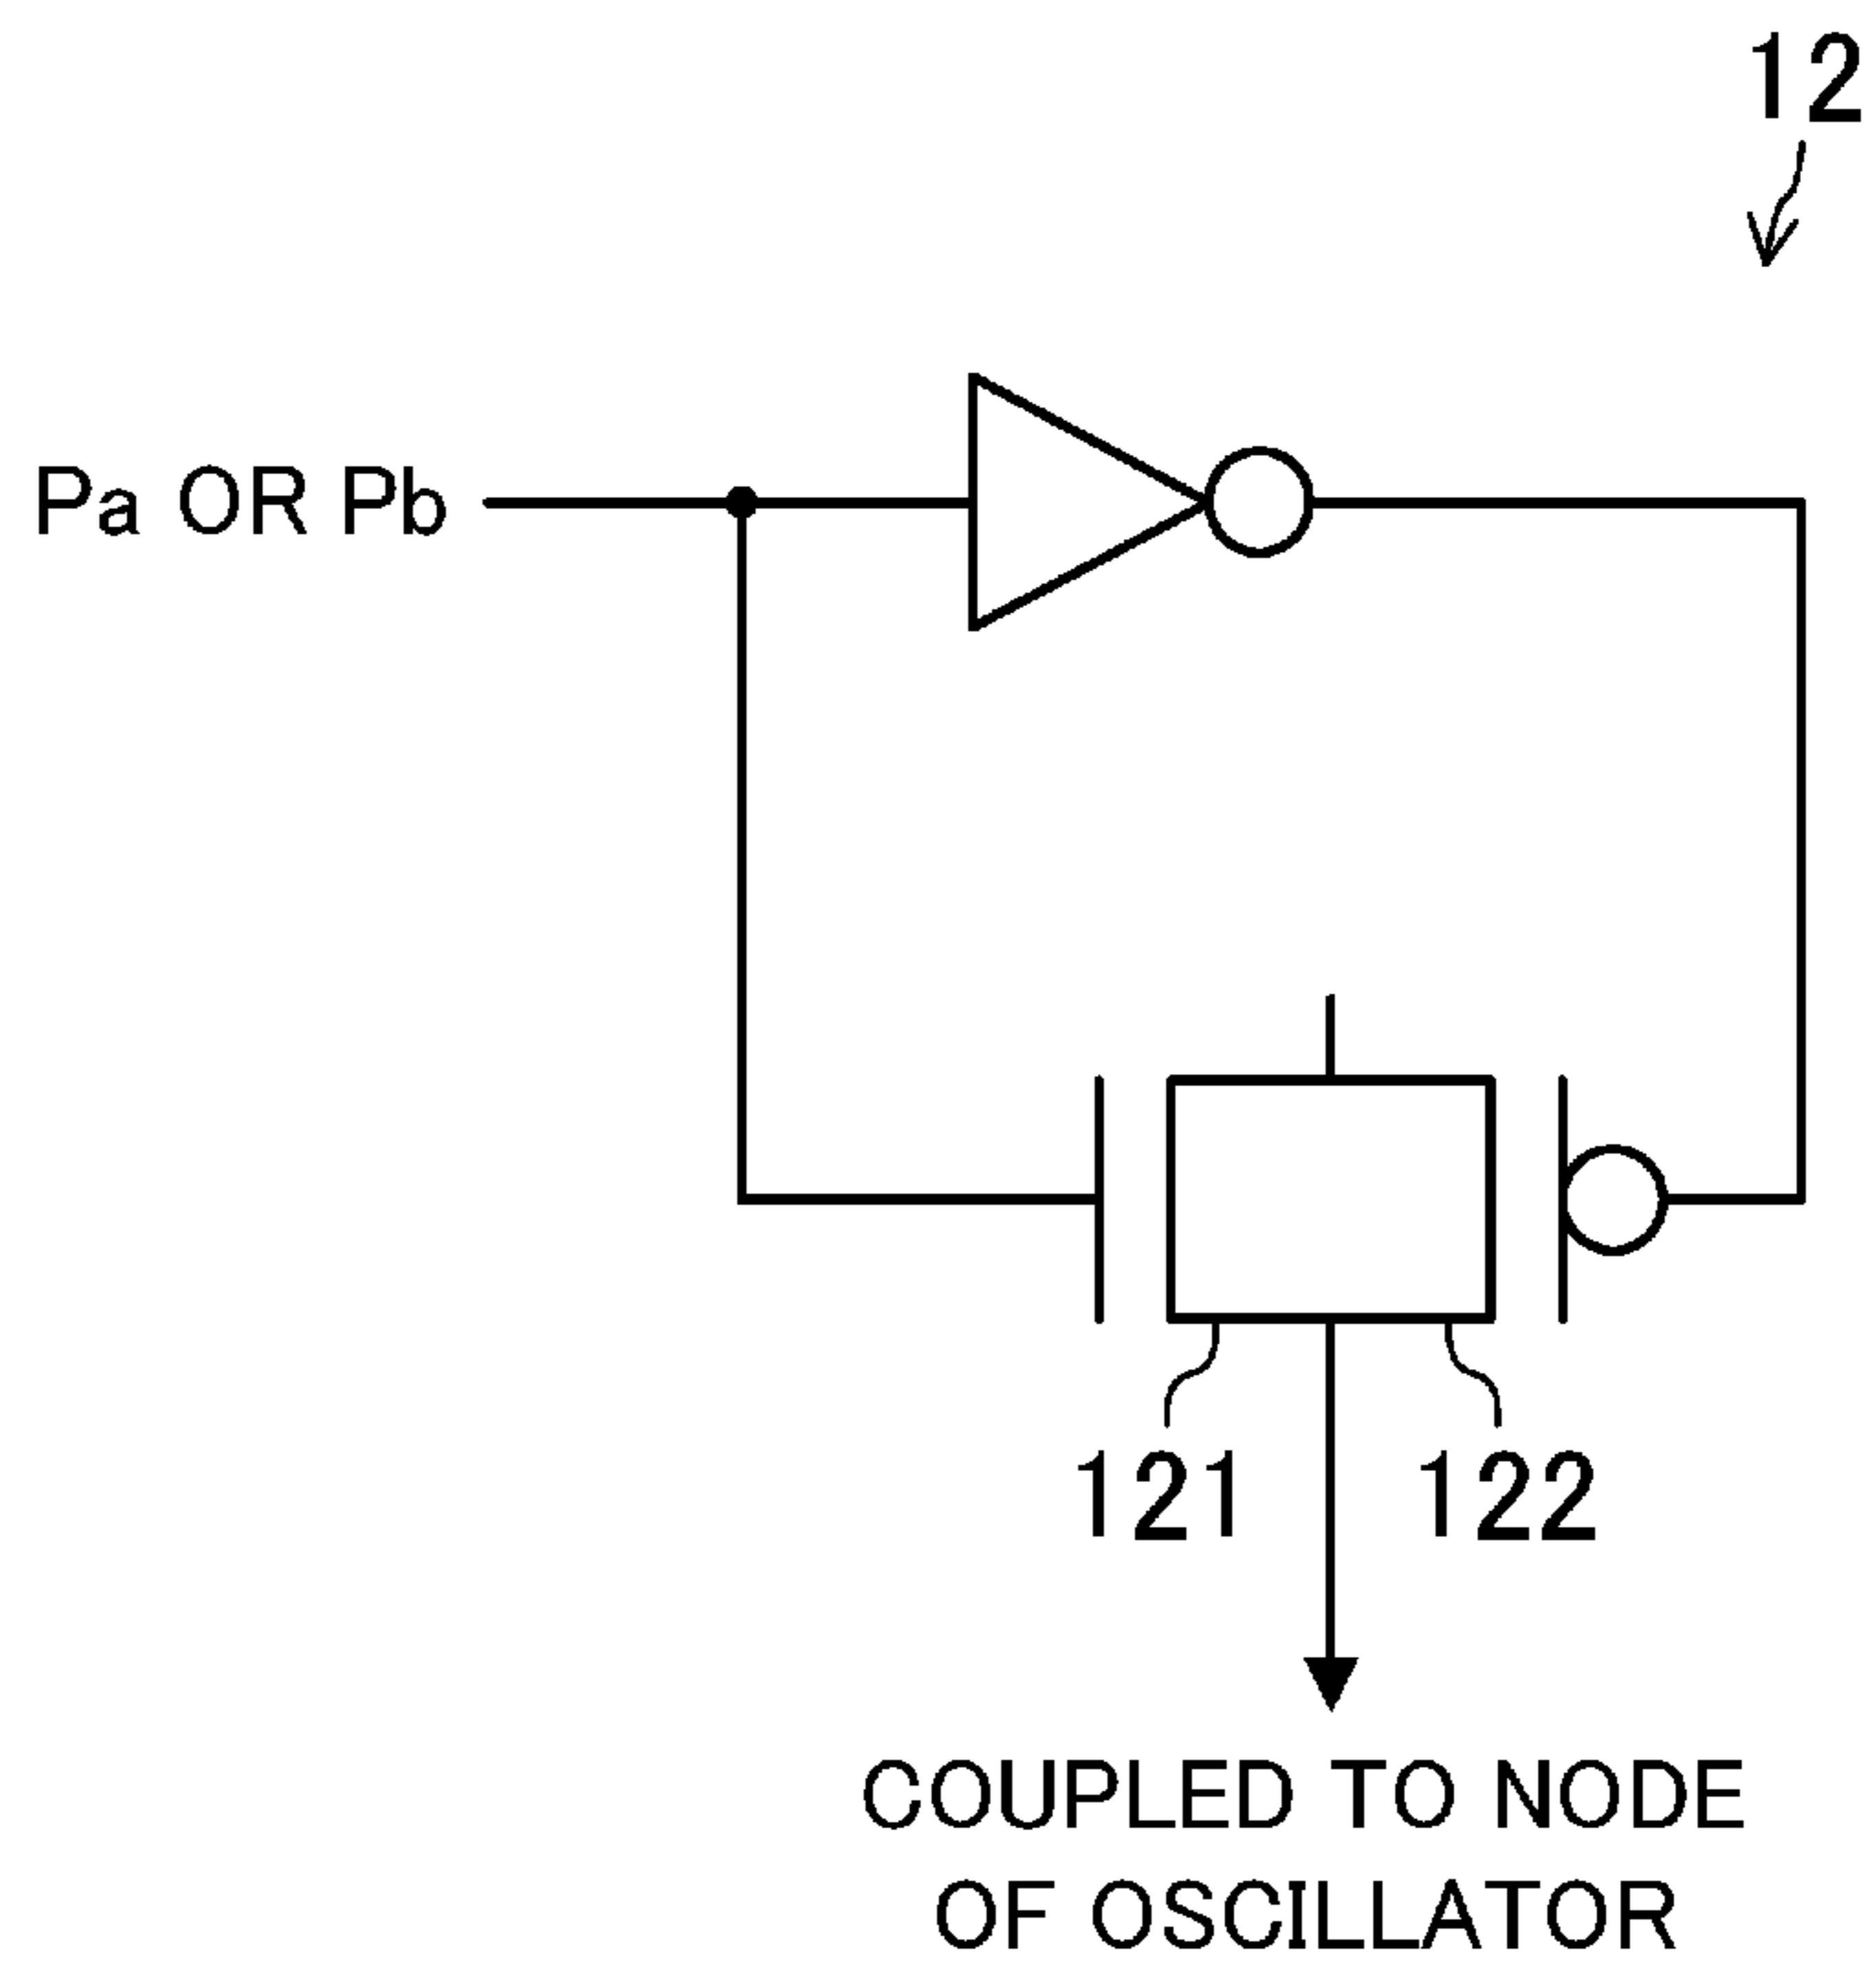 12
Pa OR Pb
121
122
COUPLED TO NODE
OF OSCILLATOR